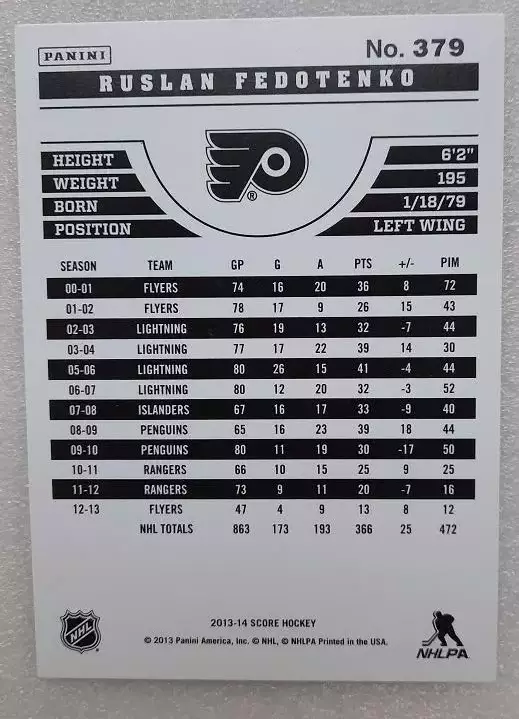 PANINI
No. 379
RUSLAN FEDOTENKO
HEIGHT 6'2"
WEIGHT 195
BORN 1/18/79
POSITION LEFT WING
®
SEASON TEAM GP G A PTS +/- PIM
00-01 FLYERS 74 16 20 36 8 72
01-02 FLYERS 78 17 9 26 15 43
02-03 LIGHTNING 76 19 13 32 -7 44
03-04 LIGHTNING 77 17 22 39 14 30
05-06 LIGHTNING 80 26 15 41 -4 44
06-07 LIGHTNING 80 12 20 32 -3 52
07-08 ISLANDERS 67 16 17 33 -9 40
08-09 PENGUINS 65 16 23 39 18 44
09-10 PENGUINS 80 11 19 30 -17 50
10-11 RANGERS 66 10 15 25 9 25
11-12 RANGERS 73 9 11 20 -7 16
12-13 FLYERS 47 4 9 13 8 12
NHL TOTALS 863 173 193 366 25 472
NHL
2013-14 SCORE HOCKEY
© 2013 Panini America, Inc. © NHL, © NHLPA Printed in the USA.
NHLPA